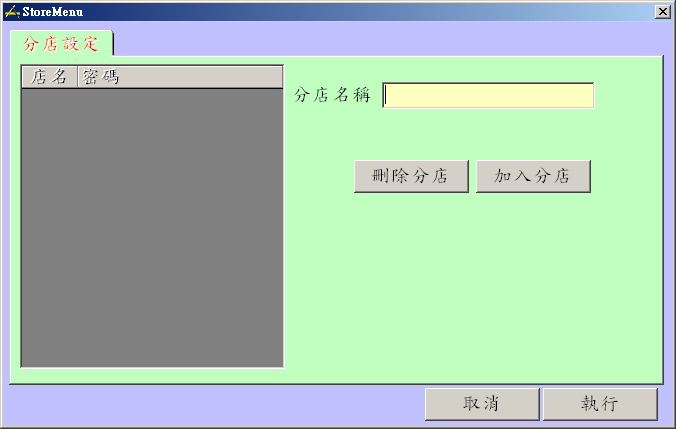 StoreMenu
分店設定
店名 密碼
分店名稱
刪除分店 加入分店
取消 執行